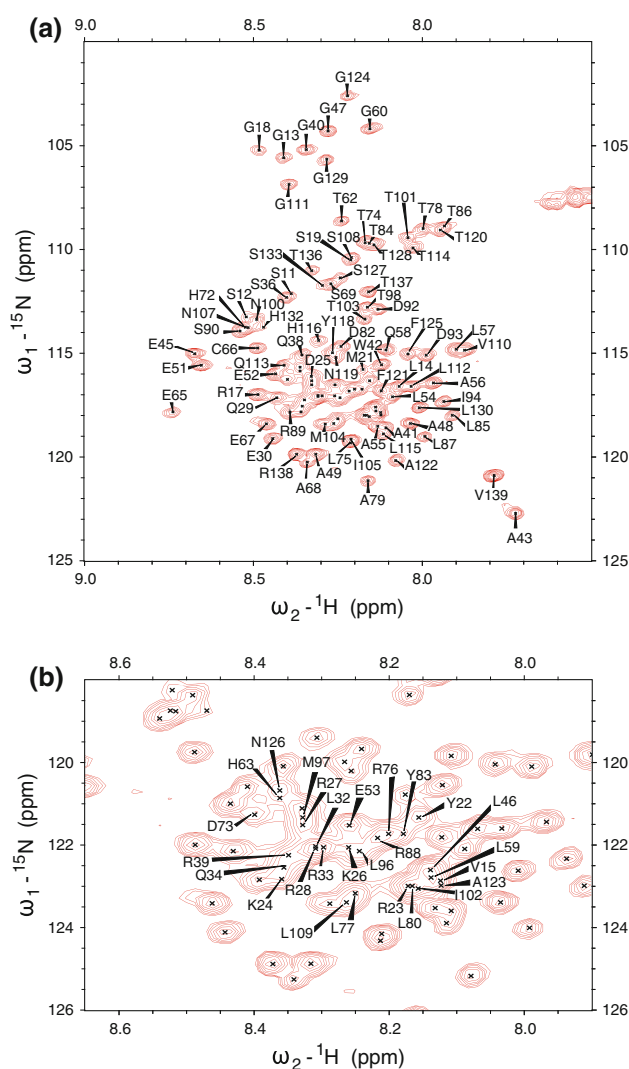 (a)
9.0 8.5 8.0
G124
G47 G60
G18 G13 G40
G129
G111
T62
T101 T78 T86
T74 T84
S108
S19
T120
T128 T114
S133 T136 S127
S11
S36 T137
S69 T98
H72 S12 N100 T103 D92
N107 H132 Y118
S90 H116 D82 Q58 F125 D93 L57
E45 Q38 W42 V110
C66 D25 M21
E51 Q113 N119 L14 L112
E52 F121 A56
R17 L54 I94
E65 Q29 L130
R89 A48 L85
E67 M104 A55 A41 L87
E30 L75 L115
R138 A49 I105 A122
A68
A79 V139
A43
105
110
115
120
125
ω₁ - ¹⁵N (ppm)
105
110
115
120
125
9.0 8.5 8.0
ω₂ - ¹H (ppm)
(b)
8.6 8.4 8.2 8.0
N126 M97
H63 R27 R76 Y83
L32 E53 Y22
L46
D73 L59
R88 V15
R39 A123
Q34 R33 K26 L96 I102
R28 R23
K24 L80
L77
L109
120
122
124
126
ω₁ - ¹⁵N (ppm)
120
122
124
126
8.6 8.4 8.2 8.0
ω₂ - ¹H (ppm)